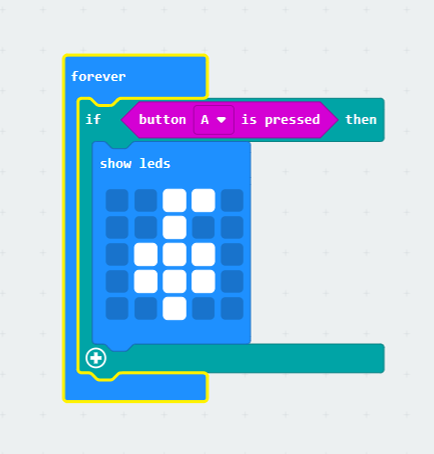 forever
if button A is pressed then
show leds